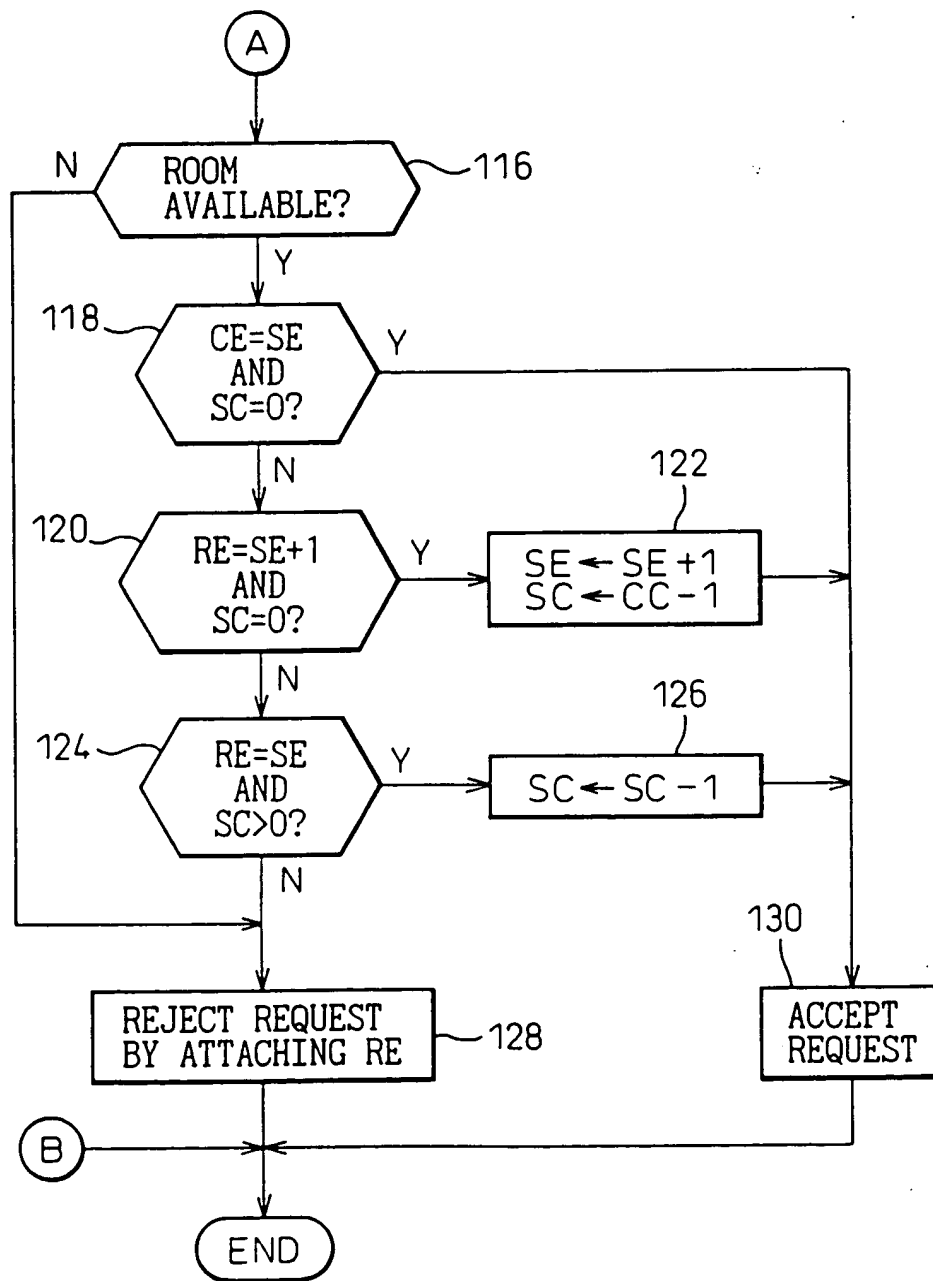 A
N
ROOM
AVAILABLE?
116
Y
118
CE=SE
AND
SC=0?
Y
N
120
RE=SE+1
AND
SC=0?
Y
122
SE←SE+1
SC←CC-1
N
124
RE=SE
AND
SC>0?
Y
126
SC←SC-1
N
130
REJECT REQUEST
BY ATTACHING RE
128
ACCEPT
REQUEST
B
END